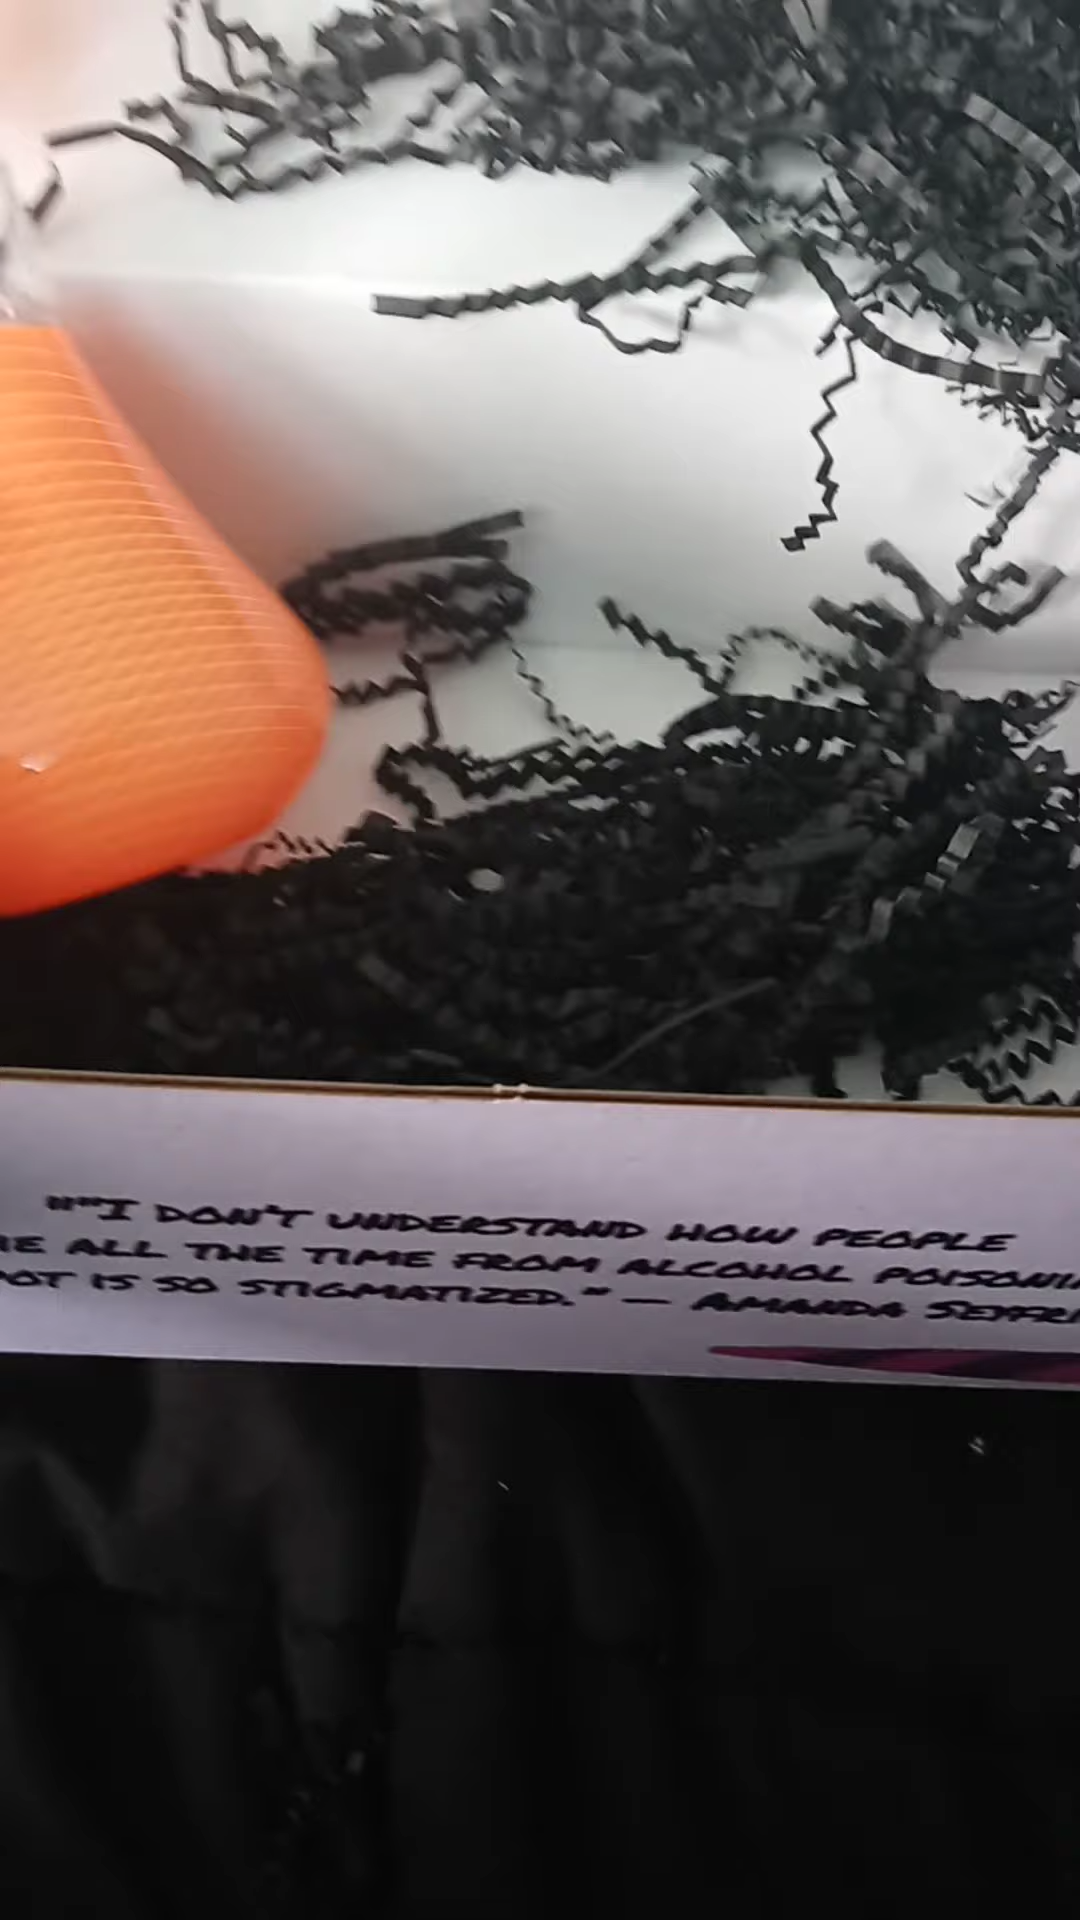 ""I DON'T UNDERSTAND HOW PEOPLE
ALL THE TIME FROM ALCOHOL
IS SO STIGMATIZED." — AMANDA